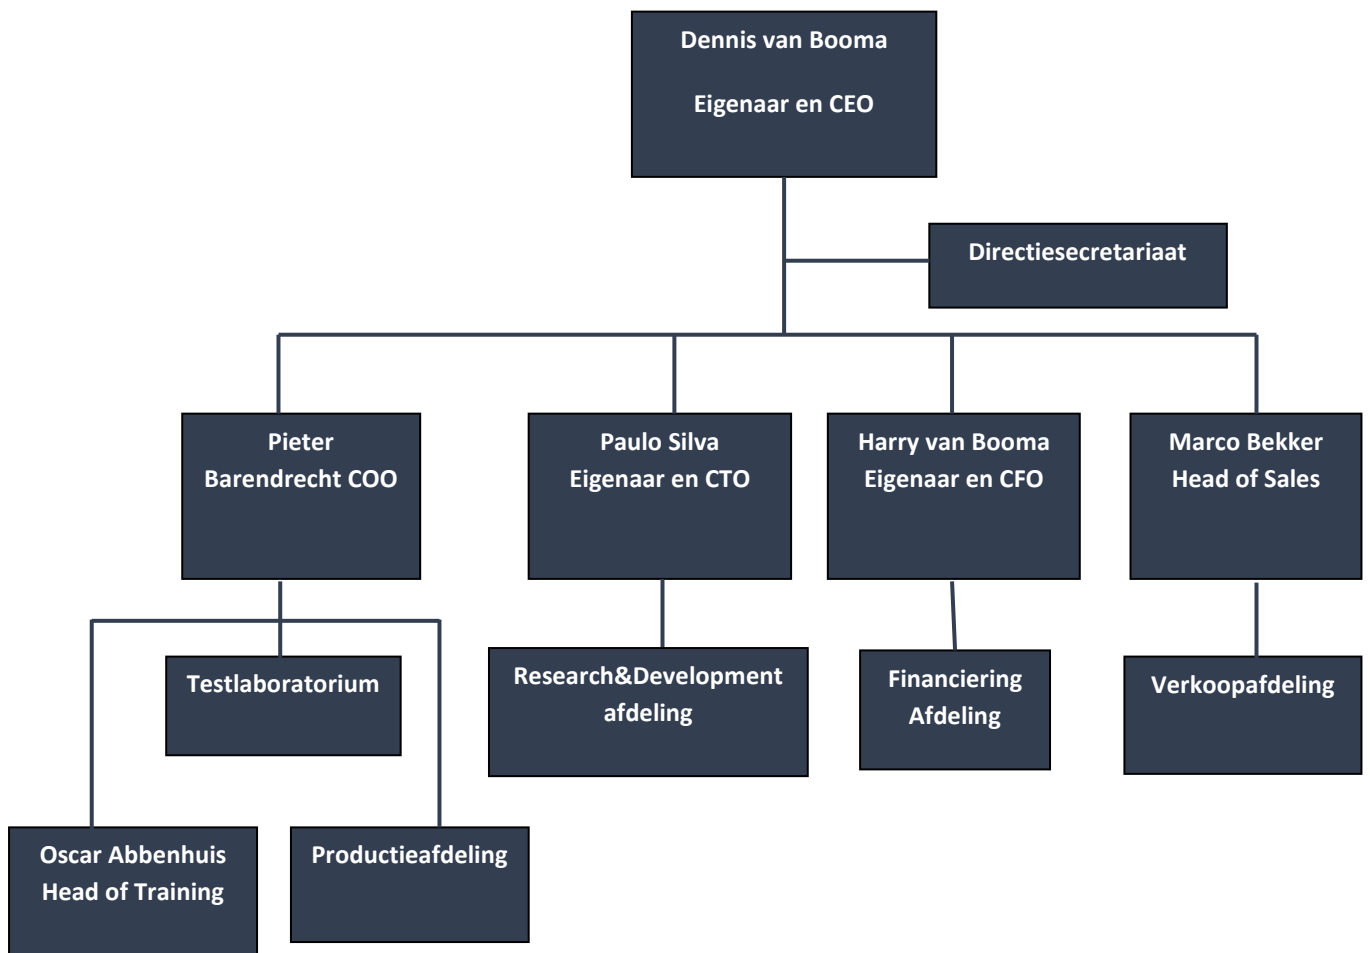 Dennis van Booma
Eigenaar en CEO
Directiesecretariaat
Pieter
Barendrecht COO
Paulo Silva
Eigenaar en CTO
Harry van Booma
Eigenaar en CFO
Marco Bekker
Head of Sales
Testlaboratorium
Research&Development
afdeling
Financiering
Afdeling
Verkoopafdeling
Oscar Abbenhuis
Head of Training
Productieafdeling